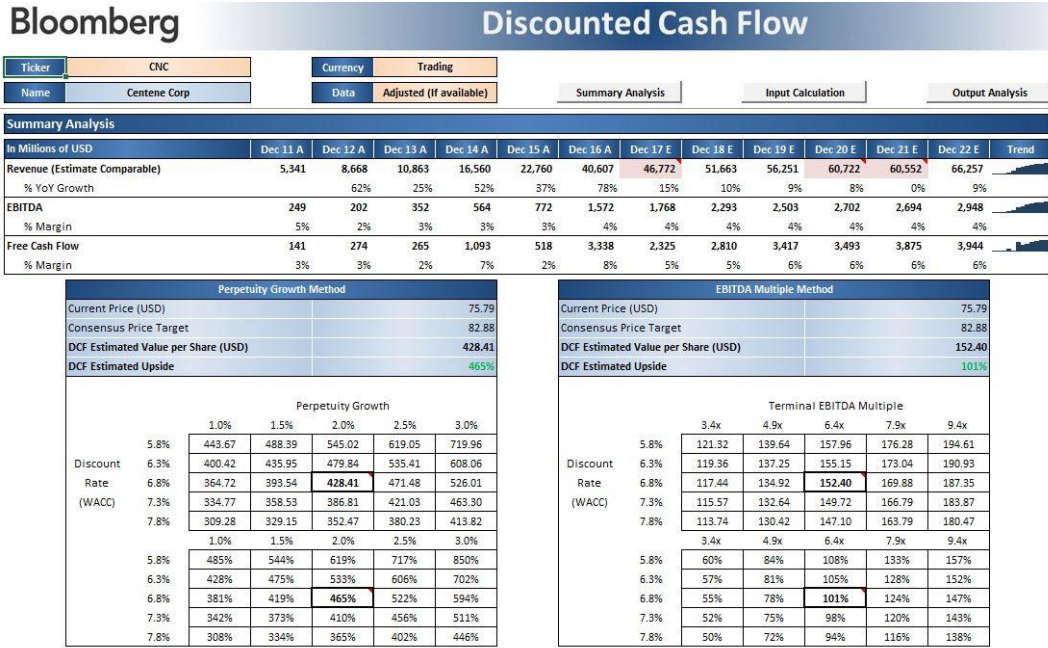 Bloomberg Discounted Cash Flow
Ticker CNC Currency Trading
Name Centene Corp Data Adjusted (If available) Summary Analysis Input Calculation Output Analysis
Summary Analysis
In Millions of USD Dec 11 A Dec 12 A Dec 13 A Dec 14 A Dec 15 A Dec 16 A Dec 17 E Dec 18 E Dec 19 E Dec 20 E Dec 21 E Dec 22 E Trend
Revenue (Estimate Comparable) 5,341 8,668 10,863 16,560 22,760 40,607 46,772 51,663 56,251 60,722 60,552 66,257
% YoY Growth 62% 25% 52% 37% 78% 15% 10% 9% 8% 0% 9%
EBITDA 249 202 352 564 772 1,572 1,768 2,293 2,503 2,702 2,694 2,948
% Margin 5% 2% 3% 3% 3% 4% 4% 4% 4% 4% 4% 4%
Free Cash Flow 141 274 265 1,093 518 3,338 2,325 2,810 3,417 3,493 3,875 3,944
% Margin 3% 3% 2% 7% 2% 8% 5% 5% 6% 6% 6% 6%
Perpetuity Growth Method
Current Price (USD) 75.79
Consensus Price Target 82.88
DCF Estimated Value per Share (USD) 428.41
DCF Estimated Upside 465%
Perpetuity Growth
1.0% 1.5% 2.0% 2.5% 3.0%
5.8% 443.67 488.39 545.02 619.05 719.96
Discount 6.3% 400.42 435.95 479.84 535.41 608.06
Rate 6.8% 364.72 393.54 428.41 471.48 526.01
(WACC) 7.3% 334.77 358.53 386.81 421.03 463.30
7.8% 309.28 329.15 352.47 380.23 413.82
1.0% 1.5% 2.0% 2.5% 3.0%
5.8% 485% 544% 619% 717% 850%
6.3% 428% 475% 533% 606% 702%
6.8% 381% 419% 465% 522% 594%
7.3% 342% 373% 410% 456% 511%
7.8% 308% 334% 365% 402% 446%
EBITDA Multiple Method
Current Price (USD) 75.79
Consensus Price Target 82.88
DCF Estimated Value per Share (USD) 152.40
DCF Estimated Upside 101%
Terminal EBITDA Multiple
3.4x 4.9x 6.4x 7.9x 9.4x
5.8% 121.32 139.64 157.96 176.28 194.61
Discount 6.3% 119.36 137.25 155.15 173.04 190.93
Rate 6.8% 117.44 134.92 152.40 169.88 187.35
(WACC) 7.3% 115.57 132.64 149.72 166.79 183.87
7.8% 113.74 130.42 147.10 163.79 180.47
3.4x 4.9x 6.4x 7.9x 9.4x
5.8% 60% 84% 108% 133% 157%
6.3% 57% 81% 105% 128% 152%
6.8% 55% 78% 101% 124% 147%
7.3% 52% 75% 98% 120% 143%
7.8% 50% 72% 94% 116% 138%